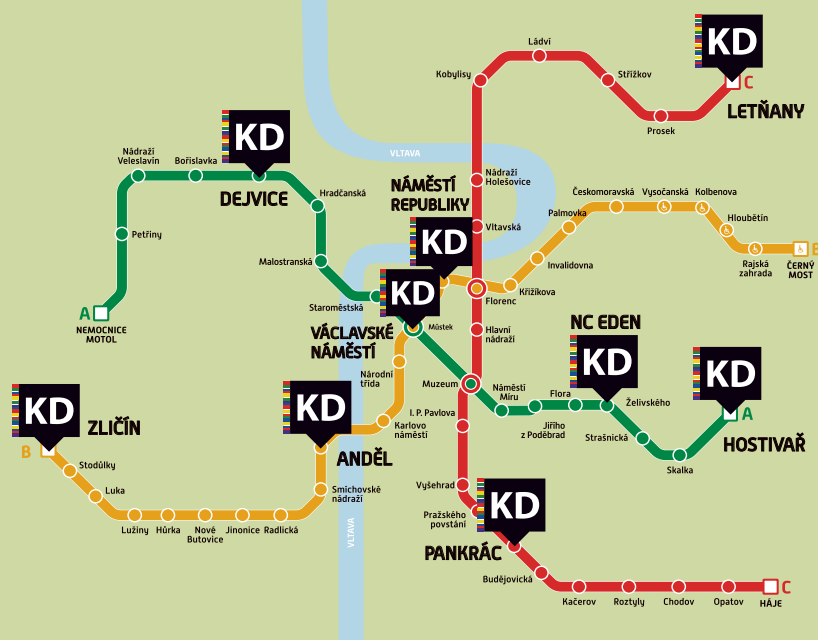 KD
Ládví
C
Kobylisy
Střížkov
LETŇANY
Prosek
KD
Nádraží
Veleslavín
Bořislavka
VLTAVA
DEJVICE
Hradčanská
NÁMĚSTÍ
REPUBLIKY
Nádraží
Holešovice
Českomoravská
Vysočanská
Kolbenova
Palmovka
Hloubětín
Petřiny
KD
Vltavská
Malostranská
Invalidovna
Rajská
zahrada
B
ČERNÝ
MOST
KD
Staroměstská
Florenc
Křižíkova
A
NEMOCNICE
MOTOL
VÁCLAVSKÉ
NÁMĚSTÍ
Můstek
Hlavní
nádraží
NC EDEN
KD
KD
Národní
třída
Muzeum
Náměstí
Míru
Flora
Želivského
A
KD
ZLIČÍN
KD
I. P. Pavlova
Karlovo
náměstí
Jiřího
z Poděbrad
Strašnická
HOSTIVAŘ
B
Stodůlky
ANDĚL
Skalka
Luka
Smíchovské
nádraží
Vyšehrad
KD
Pražského
povstání
Lužiny
Hůrka
Nové
Butovice
Jinonice
Radlická
VLTAVA
PANKRÁC
Budějovická
C
Kačerov
Roztyly
Chodov
Opatov
HÁJE